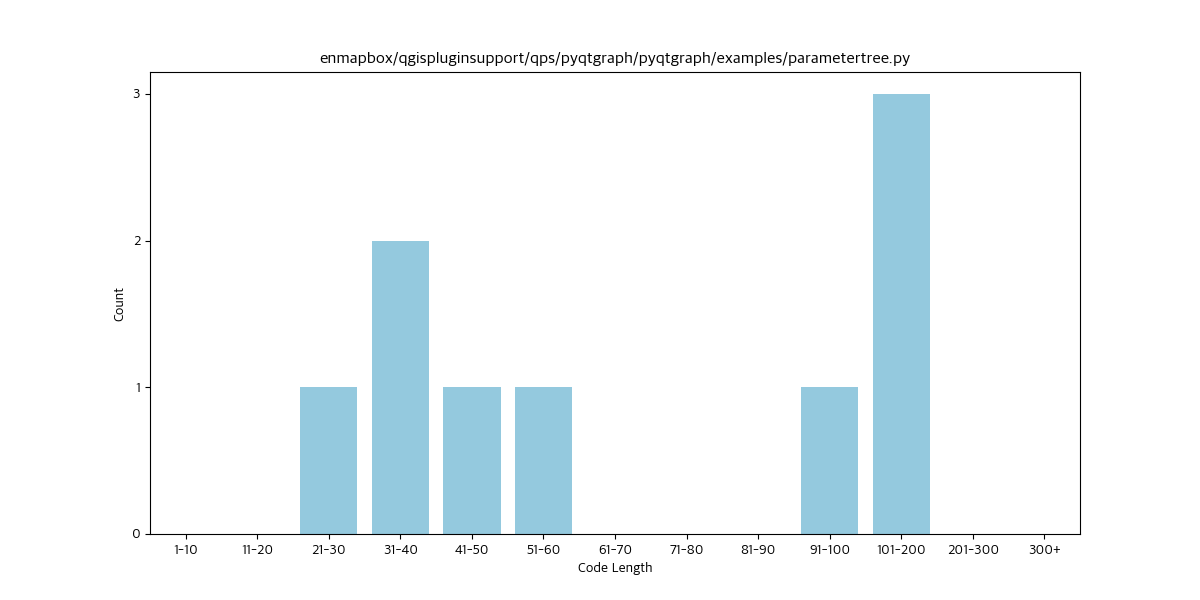 enmapbox/qgispluginsupport/qps/pyqtgraph/pyqtgraph/examples/parametertree.py
3
2
1
0
Count
1-10 11-20 21-30 31-40 41-50 51-60 61-70 71-80 81-90 91-100 101-200 201-300 300+
Code Length